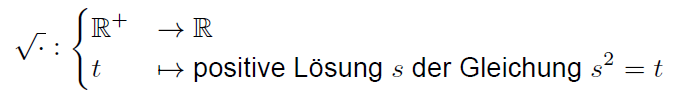 √· : { ℝ⁺ → ℝ
t ↦ positive Lösung s der Gleichung s² = t